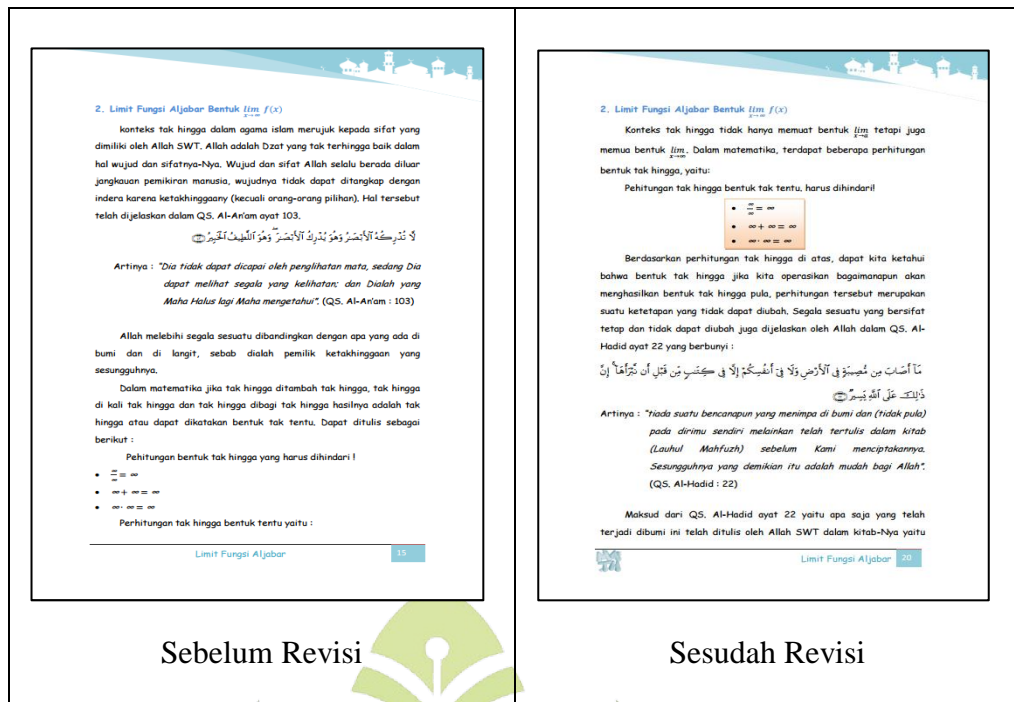 2. Limit Fungsi Aljabar Bentuk lim x→∞ f(x)
konteks tak hingga dalam agama islam merujuk kepada sifat yang
dimiliki oleh Allah SWT. Allah adalah Dzat yang tak terhingga baik dalam
hal wujud dan sifatnya-Nya. Wujud dan sifat Allah selalu berada diluar
jangkauan pemikiran manusia, wujudnya tidak dapat ditangkap dengan
indera karena ketakhinggaany (kecuali orang-orang pilihan). Hal tersebut
telah dijelaskan dalam QS. Al-An’am ayat 103.
لَّا تُدْرِكُهُ ٱلْأَبْصَـٰرُ وَهُوَ يُدْرِكُ ٱلْأَبْصَـٰرَ ۖ وَهُوَ ٱللَّطِيفُ ٱلْخَبِيرُ ۝
Artinya : “Dia tidak dapat dicapai oleh penglihatan mata, sedang Dia
dapat melihat segala yang kelihatan; dan Dialah yang
Maha Halus lagi Maha mengetahui”. (QS. Al-An’am : 103)
Allah melebihi segala sesuatu dibandingkan dengan apa yang ada di
bumi dan di langit, sebab dialah pemilik ketakhinggaan yang
sesungguhnya.
Dalam matematika jika tak hingga ditambah tak hingga, tak hingga
di kali tak hingga dan tak hingga dibagi tak hingga hasilnya adalah tak
hingga atau dapat dikatakan bentuk tak tentu. Dapat ditulis sebagai
berikut :
Pehitungan bentuk tak hingga yang harus dihindari !
• ∞/∞ = ∞
• ∞ + ∞ = ∞
• ∞ · ∞ = ∞
Perhitungan tak hingga bentuk tentu yaitu :
Limit Fungsi Aljabar 15
Sebelum Revisi
2. Limit Fungsi Aljabar Bentuk lim x→∞ f(x)
Konteks tak hingga tidak hanya memuat bentuk lim x→a tetapi juga
memua bentuk lim x→∞. Dalam matematika, terdapat beberapa perhitungan
bentuk tak hingga, yaitu:
Pehitungan tak hingga bentuk tak tentu, harus dihindari!
• ∞/∞ = ∞
• ∞ + ∞ = ∞
• ∞ · ∞ = ∞
Berdasarkan perhitungan tak hingga di atas, dapat kita ketahui
bahwa bentuk tak hingga jika kita operasikan bagaimanapun akan
menghasilkan bentuk tak hingga pula, perhitungan tersebut merupakan
suatu ketetapan yang tidak dapat diubah. Segala sesuatu yang bersifat
tetap dan tidak dapat diubah juga dijelaskan oleh Allah dalam QS. Al-
Hadid ayat 22 yang berbunyi :
مَآ أَصَابَ مِن مُّصِيبَةٍ فِى ٱلْأَرْضِ وَلَا فِىٓ أَنفُسِكُمْ إِلَّا فِى كِتَـٰبٍ مِّن قَبْلِ أَن نَّبْرَأَهَآ ۚ إِنَّ
ذَٰلِكَ عَلَى ٱللَّهِ يَسِيرٌ ۝
Artinya : “tiada suatu bencanapun yang menimpa di bumi dan (tidak pula)
pada dirimu sendiri melainkan telah tertulis dalam kitab
(Lauhul Mahfuzh) sebelum Kami menciptakannya.
Sesungguhnya yang demikian itu adalah mudah bagi Allah”.
(QS. Al-Hadid : 22)
Maksud dari QS. Al-Hadid ayat 22 yaitu apa saja yang telah
terjadi dibumi ini telah ditulis oleh Allah SWT dalam kitab-Nya yaitu
Limit Fungsi Aljabar 20
Sesudah Revisi